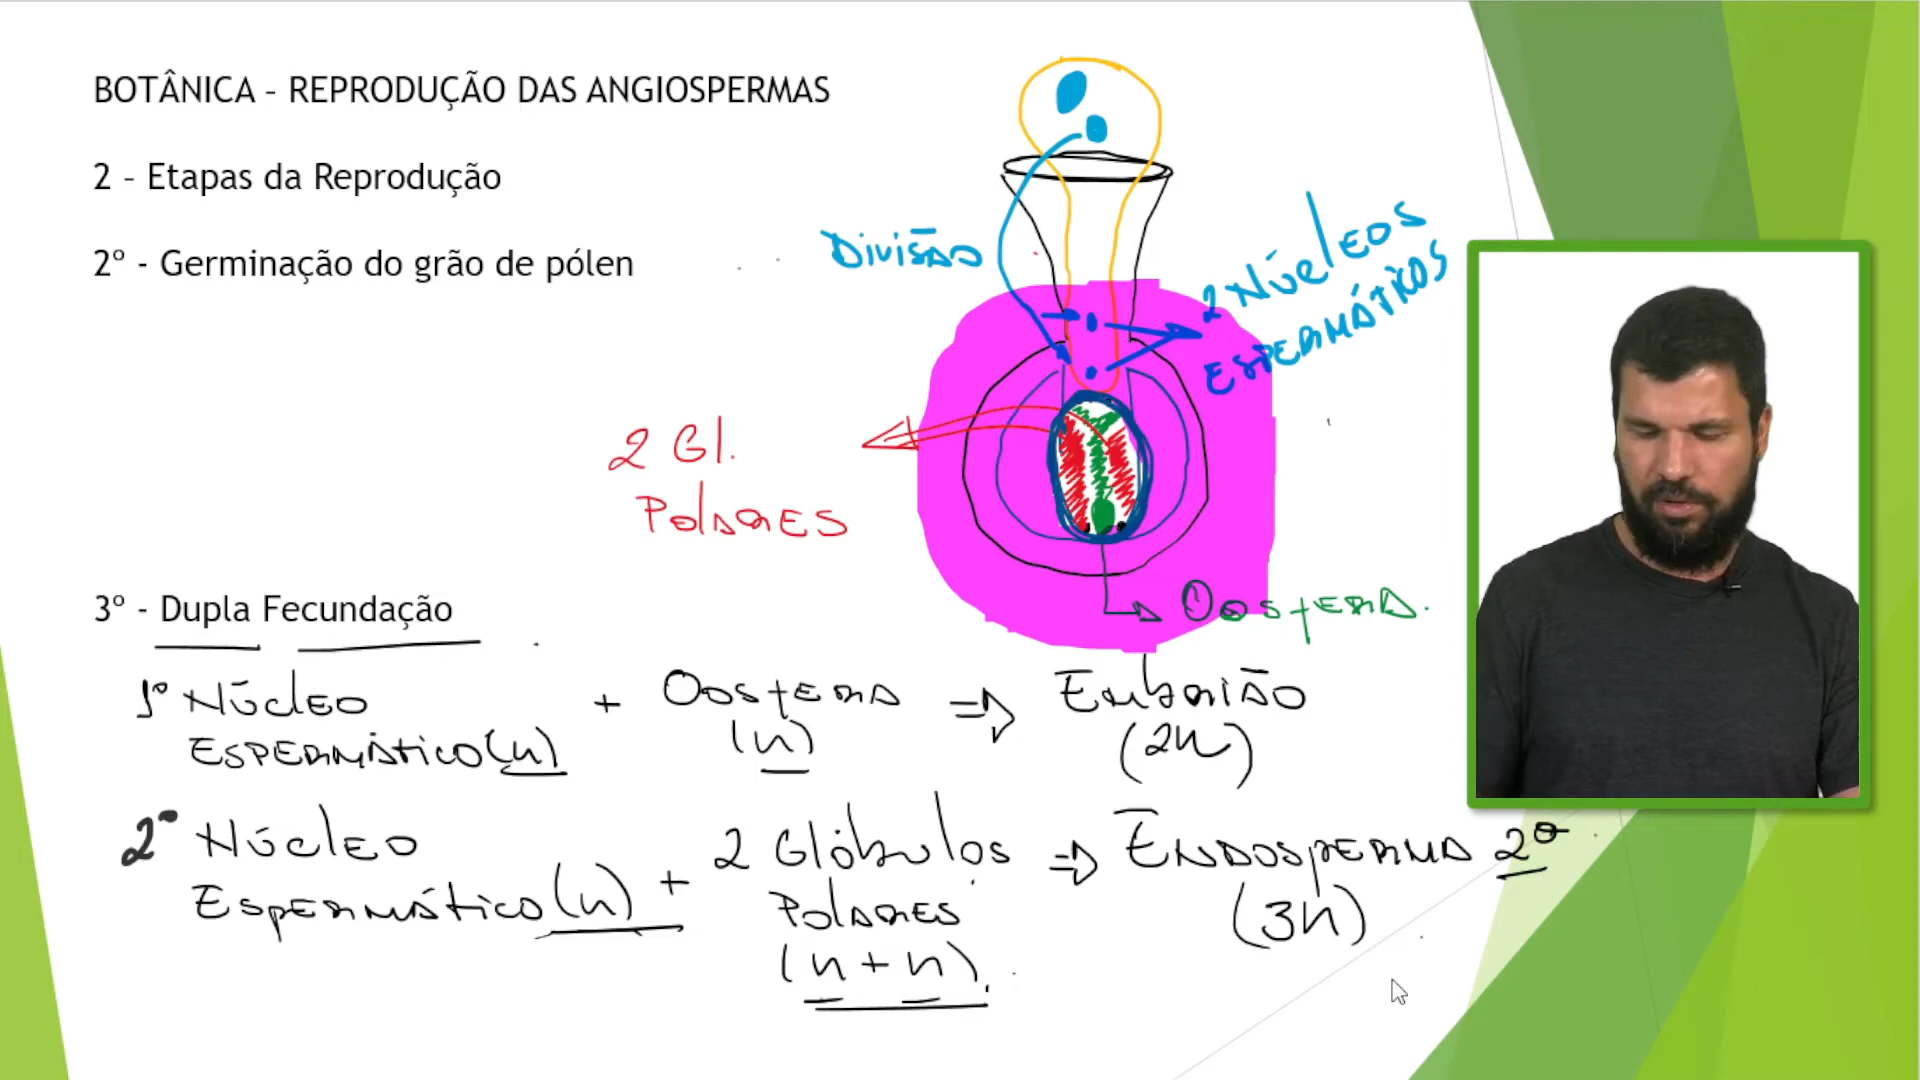 BOTÂNICA – REPRODUÇÃO DAS ANGIOSPERMAS
2 – Etapas da Reprodução
2º - Germinação do grão de pólen
Divisão
2 Núcleos
Espermáticos
2 Gl.
Polares
Oosfera.
3º - Dupla Fecundação
1º Núcleo + Oosfera ⇒ Embrião
Espermático (n) (n) (2n)
2º Núcleo + 2 Glóbulos ⇒ Endosperma 2º
Espermático (n) Polares (3n)
(n + n).